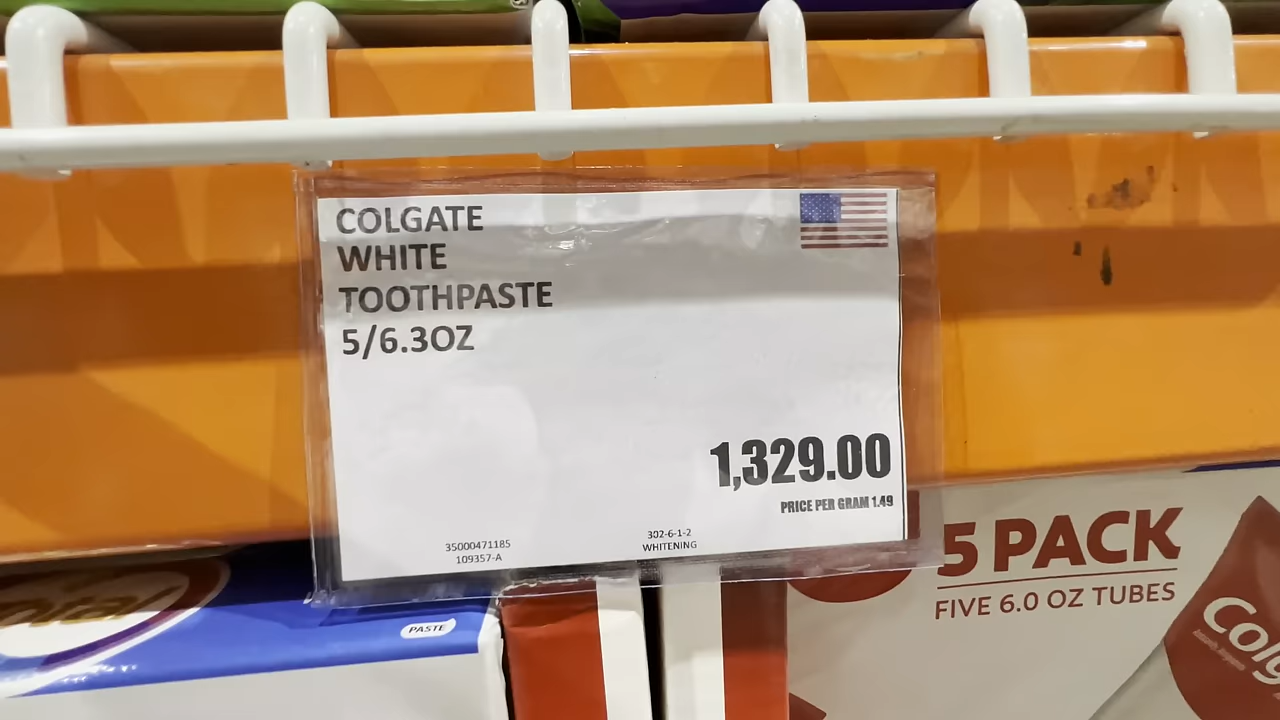 COLGATE
WHITE
TOOTHPASTE
5/6.3OZ
1,329.00
PRICE PER GRAM 1.49
35000471185
109357-A
302-6-1-2
WHITENING
5 PACK
FIVE 6.0 OZ TUBES
PASTE